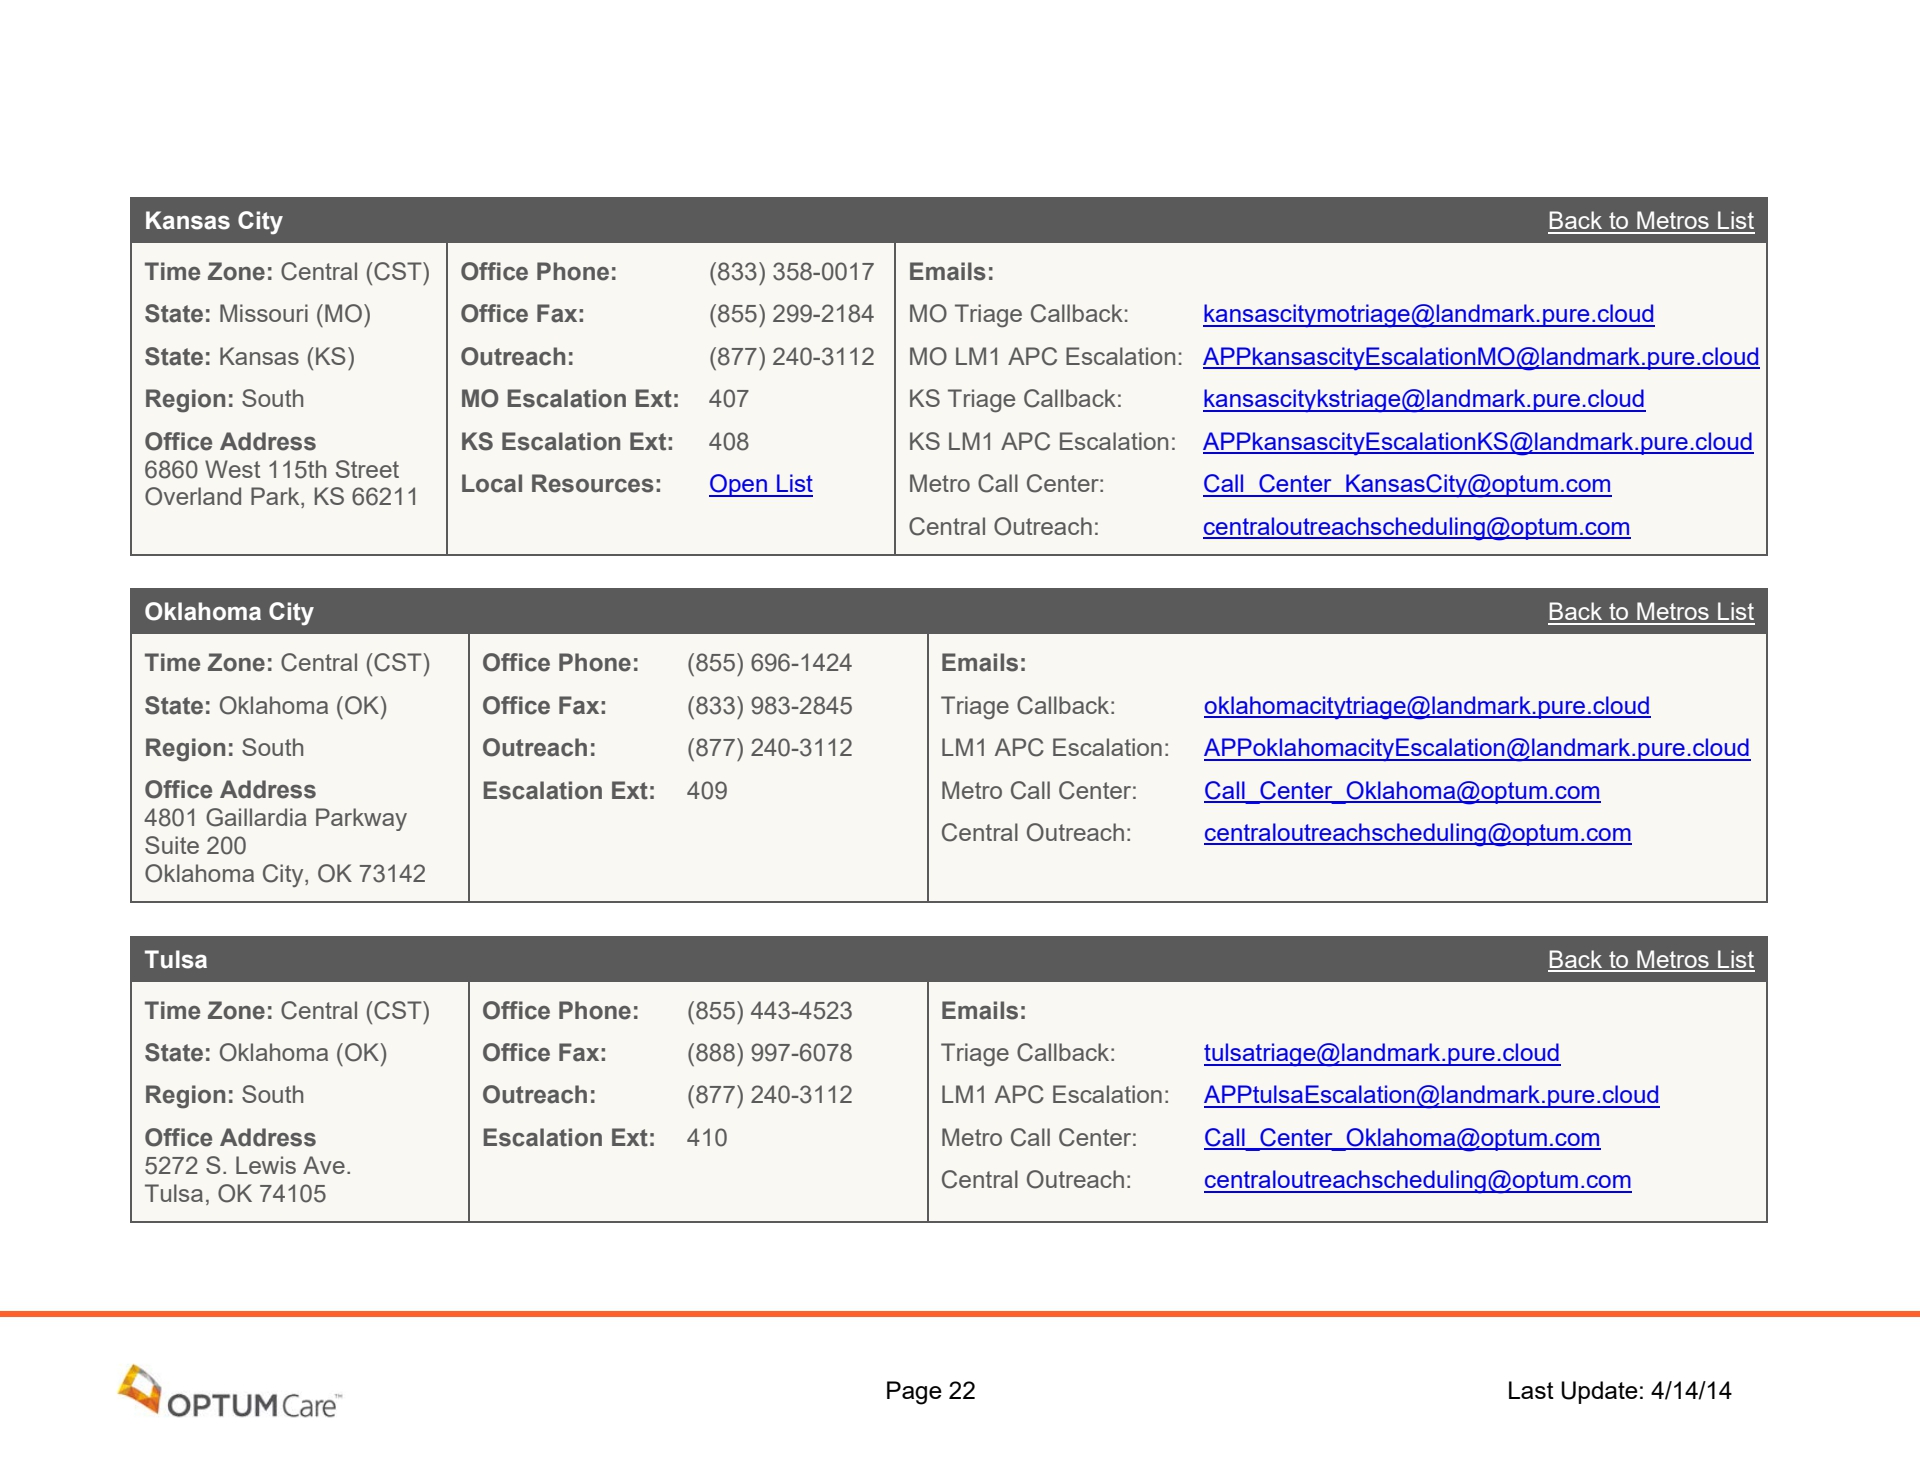 Kansas City Back to Metros List
Time Zone: Central (CST)
State: Missouri (MO)
State: Kansas (KS)
Region: South
Office Address
6860 West 115th Street
Overland Park, KS 66211
Office Phone: (833) 358-0017
Office Fax: (855) 299-2184
Outreach: (877) 240-3112
MO Escalation Ext: 407
KS Escalation Ext: 408
Local Resources: Open List
Emails:
MO Triage Callback: kansascitymotriage@landmark.pure.cloud
MO LM1 APC Escalation: APPkansascityEscalationMO@landmark.pure.cloud
KS Triage Callback: kansascitykstriage@landmark.pure.cloud
KS LM1 APC Escalation: APPkansascityEscalationKS@landmark.pure.cloud
Metro Call Center: Call_Center_KansasCity@optum.com
Central Outreach: centraloutreachscheduling@optum.com
Oklahoma City Back to Metros List
Time Zone: Central (CST)
State: Oklahoma (OK)
Region: South
Office Address
4801 Gaillardia Parkway
Suite 200
Oklahoma City, OK 73142
Office Phone: (855) 696-1424
Office Fax: (833) 983-2845
Outreach: (877) 240-3112
Escalation Ext: 409
Emails:
Triage Callback: oklahomacitytriage@landmark.pure.cloud
LM1 APC Escalation: APPoklahomacityEscalation@landmark.pure.cloud
Metro Call Center: Call_Center_Oklahoma@optum.com
Central Outreach: centraloutreachscheduling@optum.com
Tulsa Back to Metros List
Time Zone: Central (CST)
State: Oklahoma (OK)
Region: South
Office Address
5272 S. Lewis Ave.
Tulsa, OK 74105
Office Phone: (855) 443-4523
Office Fax: (888) 997-6078
Outreach: (877) 240-3112
Escalation Ext: 410
Emails:
Triage Callback: tulsatriage@landmark.pure.cloud
LM1 APC Escalation: APPtulsaEscalation@landmark.pure.cloud
Metro Call Center: Call_Center_Oklahoma@optum.com
Central Outreach: centraloutreachscheduling@optum.com
OPTUM Care™ Page 22 Last Update: 4/14/14